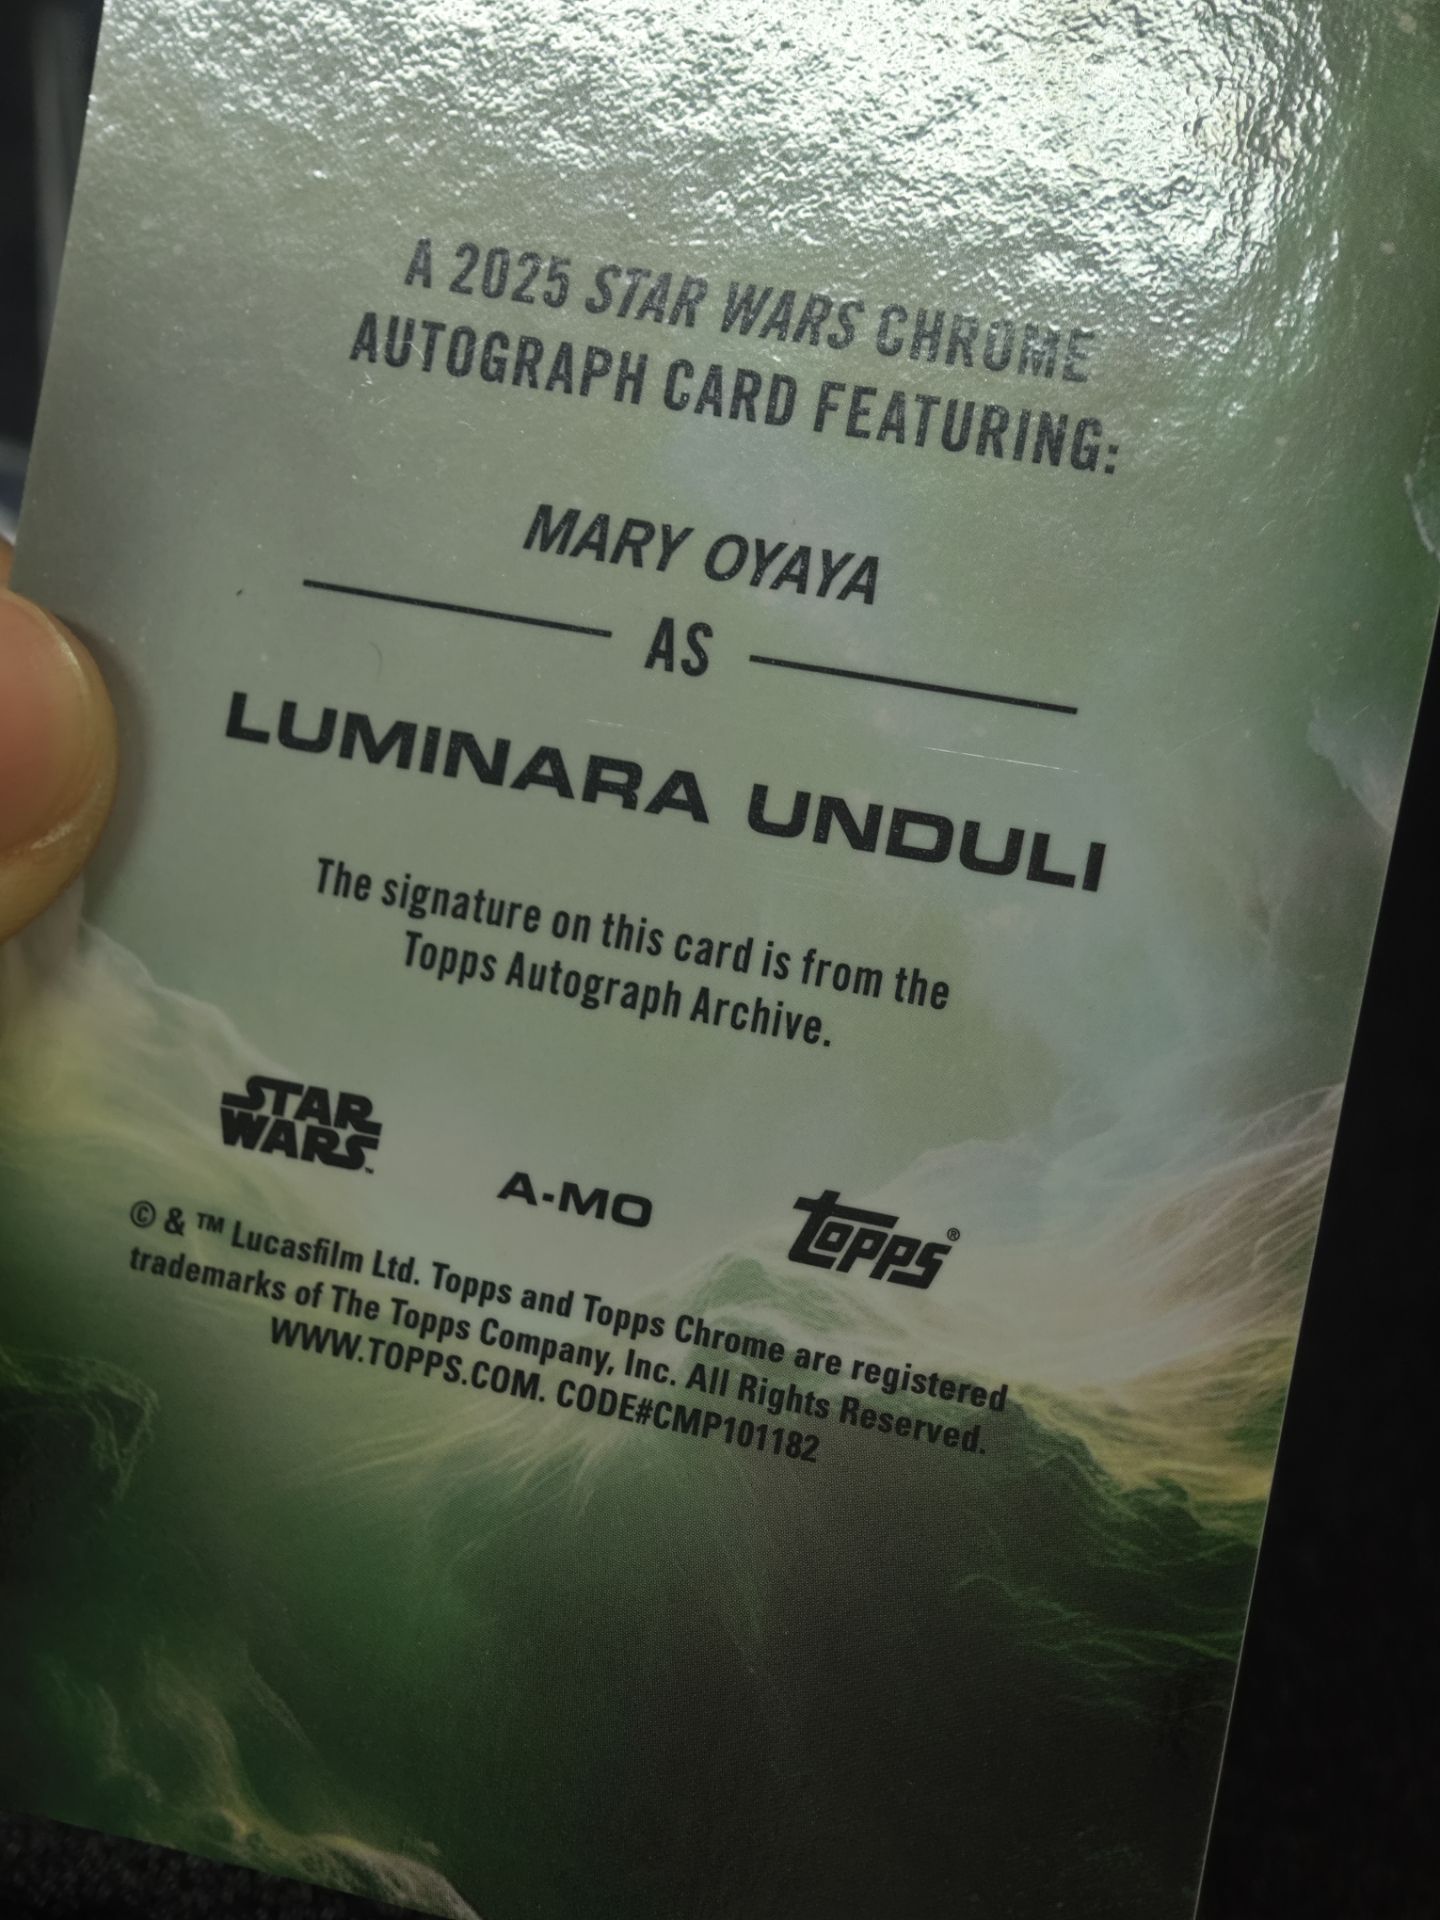 A 2025 STAR WARS CHROME
AUTOGRAPH CARD FEATURING:
MARY OYAYA
AS
LUMINARA UNDULI
The signature on this card is from the
Topps Autograph Archive.
STAR
WARS™
A-MO
topps®
© & ™ Lucasfilm Ltd. Topps and Topps Chrome are registered
trademarks of The Topps Company, Inc. All Rights Reserved.
WWW.TOPPS.COM. CODE#CMP101182